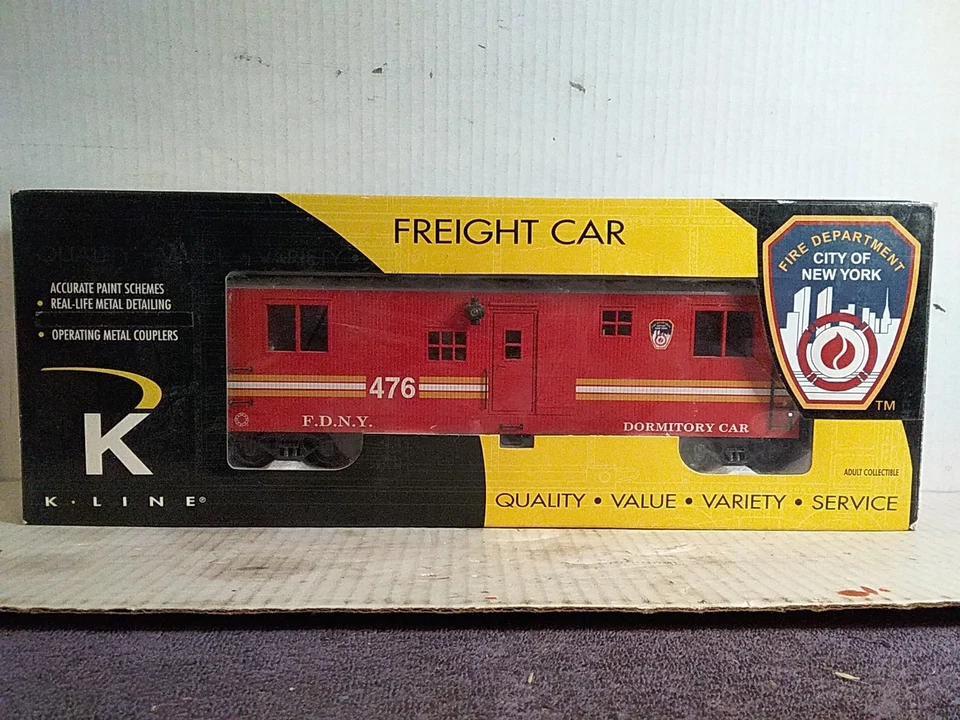 FREIGHT CAR
FIRE DEPARTMENT
CITY OF
NEW YORK
TM
ACCURATE PAINT SCHEMES
• REAL-LIFE METAL DETAILING
• OPERATING METAL COUPLERS
476
F.D.N.Y.
DORMITORY CAR
K
K·LINE®
ADULT COLLECTIBLE
QUALITY • VALUE • VARIETY • SERVICE